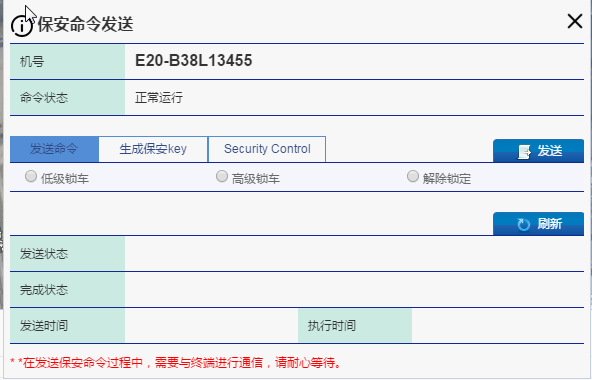 保安命令发送
机号 E20-B38L13455
命令状态 正常运行
发送命令 生成保安key Security Control 发送
低级锁车 高级锁车 解除锁定
刷新
发送状态
完成状态
发送时间 执行时间
* *在发送保安命令过程中，需要与终端进行通信，请耐心等待。